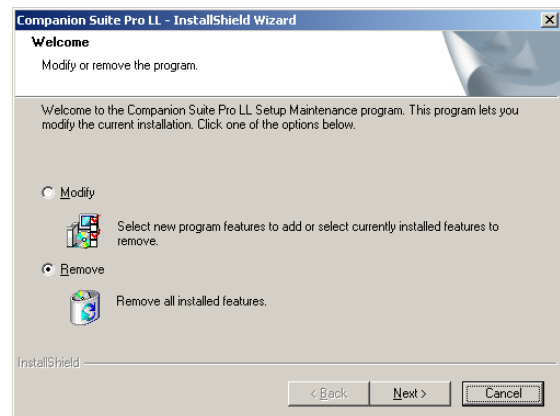 Companion Suite Pro LL - InstallShield Wizard
Welcome
Modify or remove the program.
Welcome to the Companion Suite Pro LL Setup Maintenance program. This program lets you
modify the current installation. Click one of the options below.
Modify
Select new program features to add or select currently installed features to
remove.
Remove
Remove all installed features.
InstallShield
< Back
Next >
Cancel